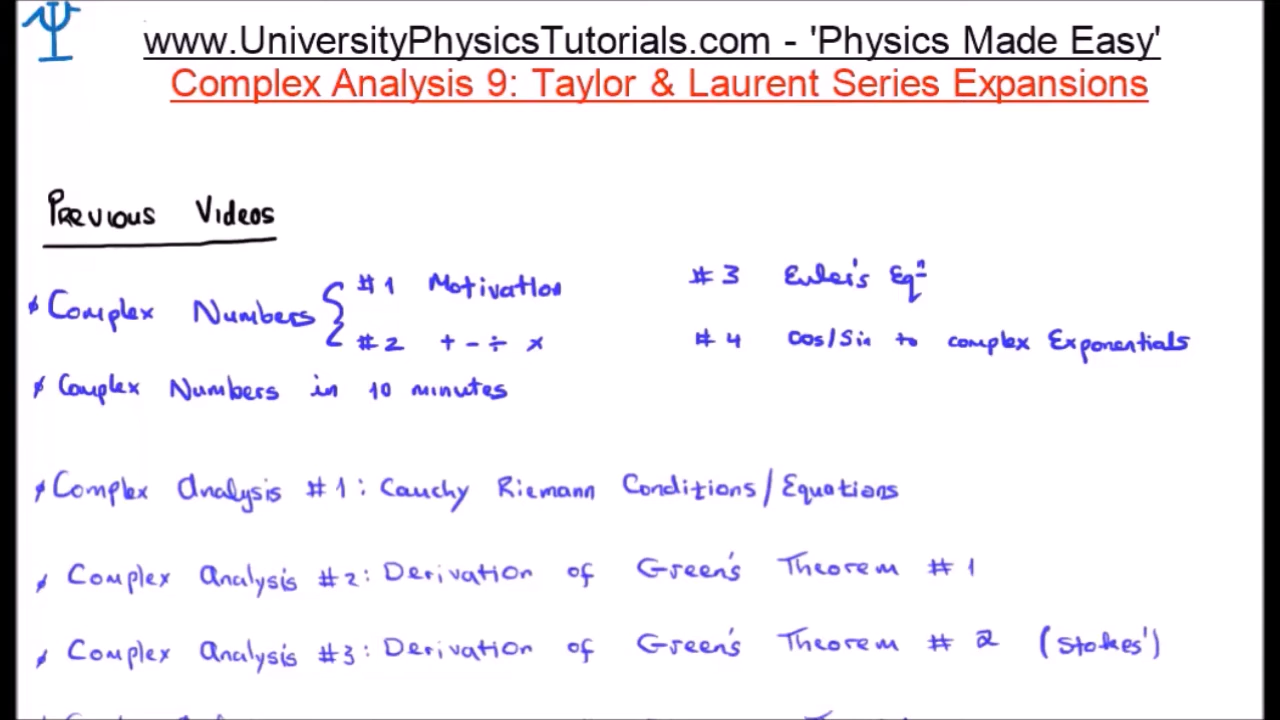 www.UniversityPhysicsTutorials.com - 'Physics Made Easy'
Complex Analysis 9: Taylor & Laurent Series Expansions
Previous Videos
Complex Numbers { #1 Motivation #3 Euler's Eqⁿ
#2 + - ÷ × #4 Cos/Sin to complex Exponentials
Complex Numbers in 10 minutes
Complex Analysis #1: Cauchy Riemann Conditions/Equations
Complex Analysis #2: Derivation of Green's Theorem #1
Complex Analysis #3: Derivation of Green's Theorem #2 (Stokes')